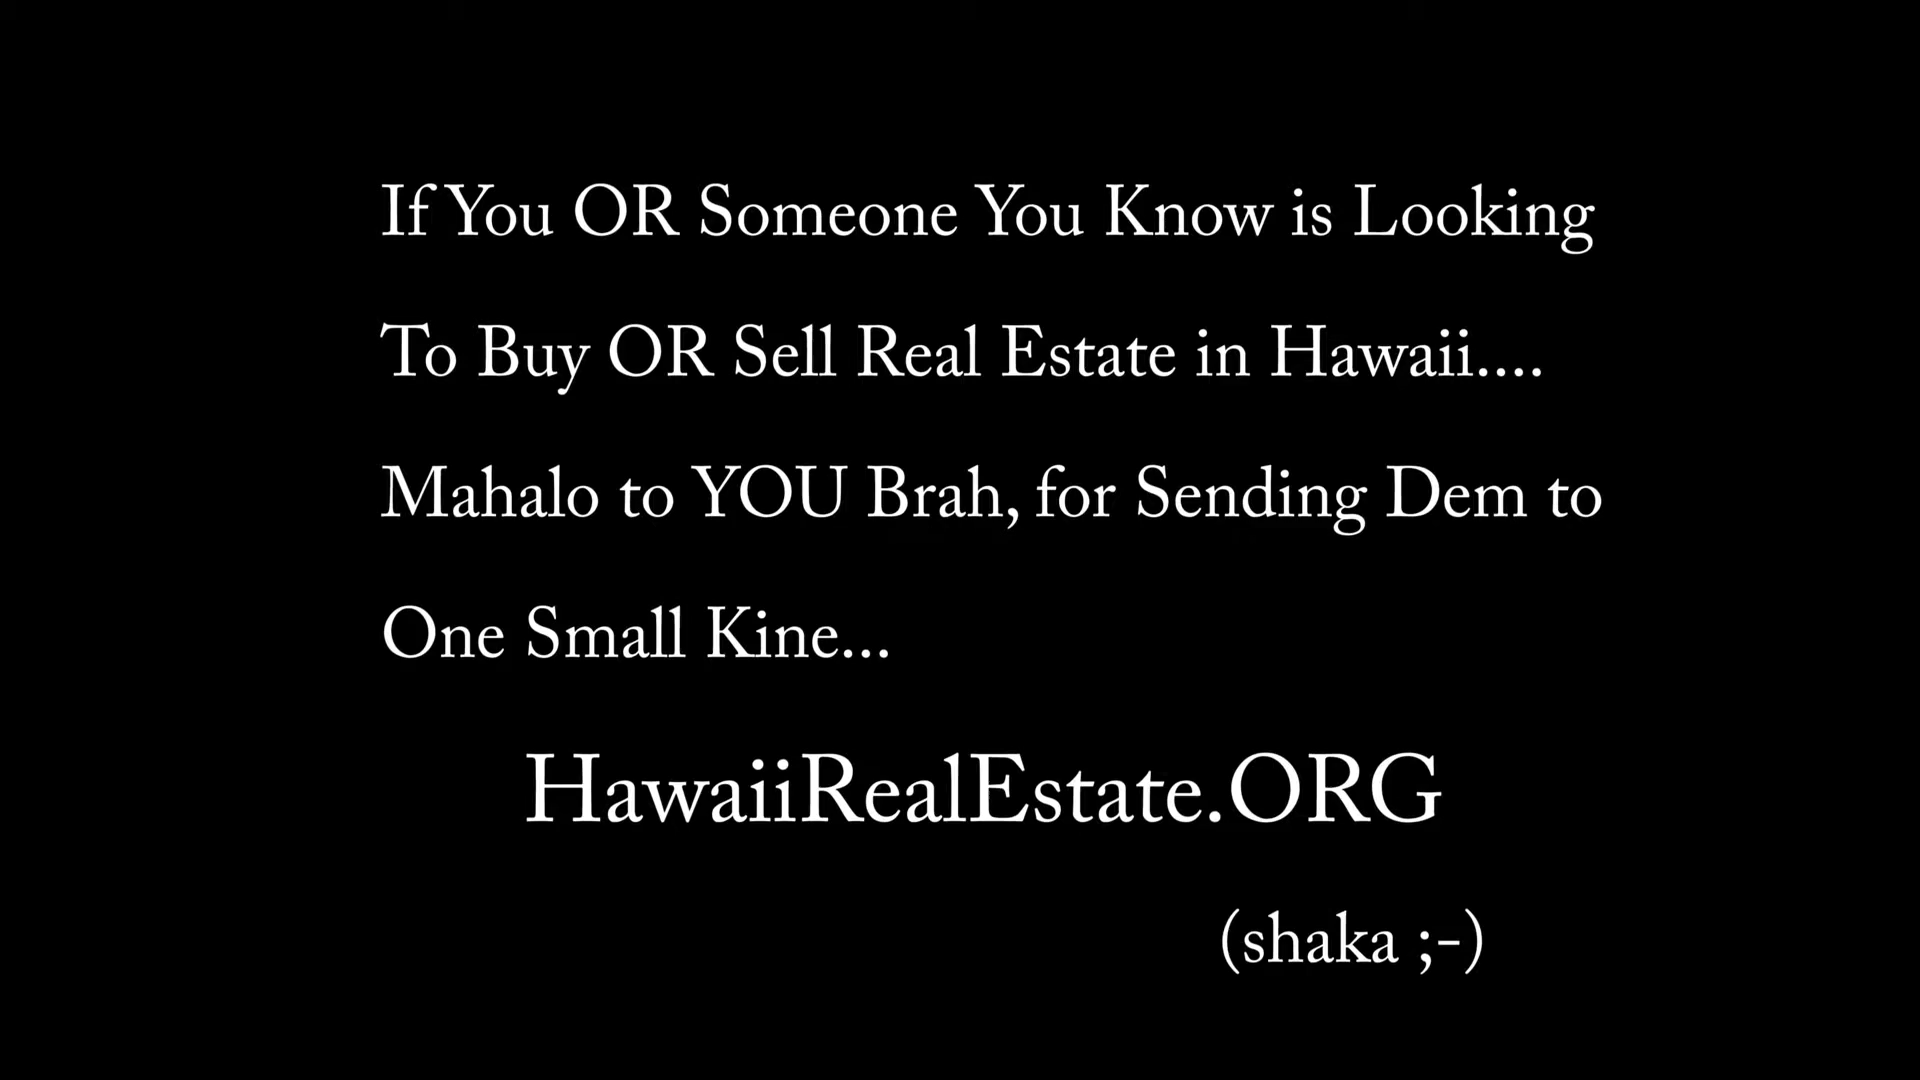 If You OR Someone You Know is Looking
To Buy OR Sell Real Estate in Hawaii....
Mahalo to YOU Brah, for Sending Dem to
One Small Kine...
HawaiiRealEstate.ORG
(shaka ;-)